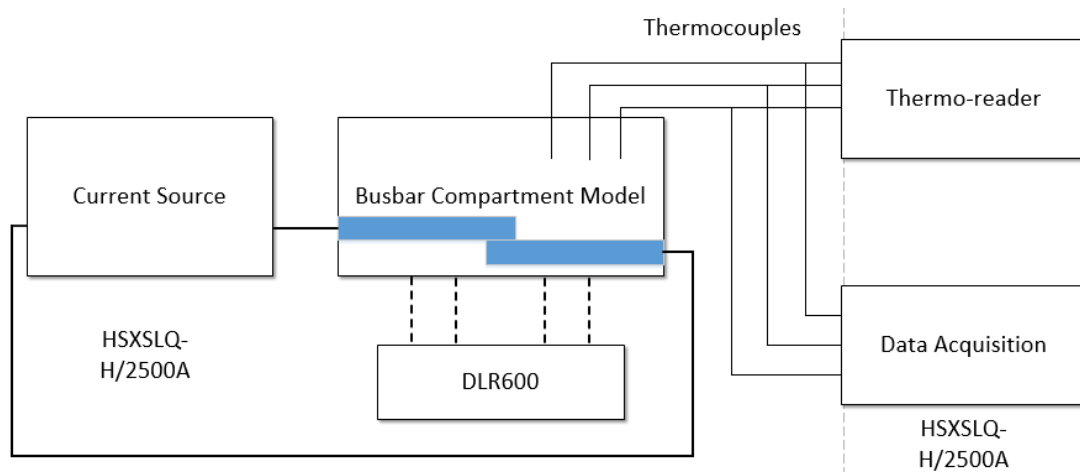 Thermocouples
Thermo-reader
Current Source
Busbar Compartment Model
HSXSLQ-
H/2500A
DLR600
Data Acquisition
HSXSLQ-
H/2500A